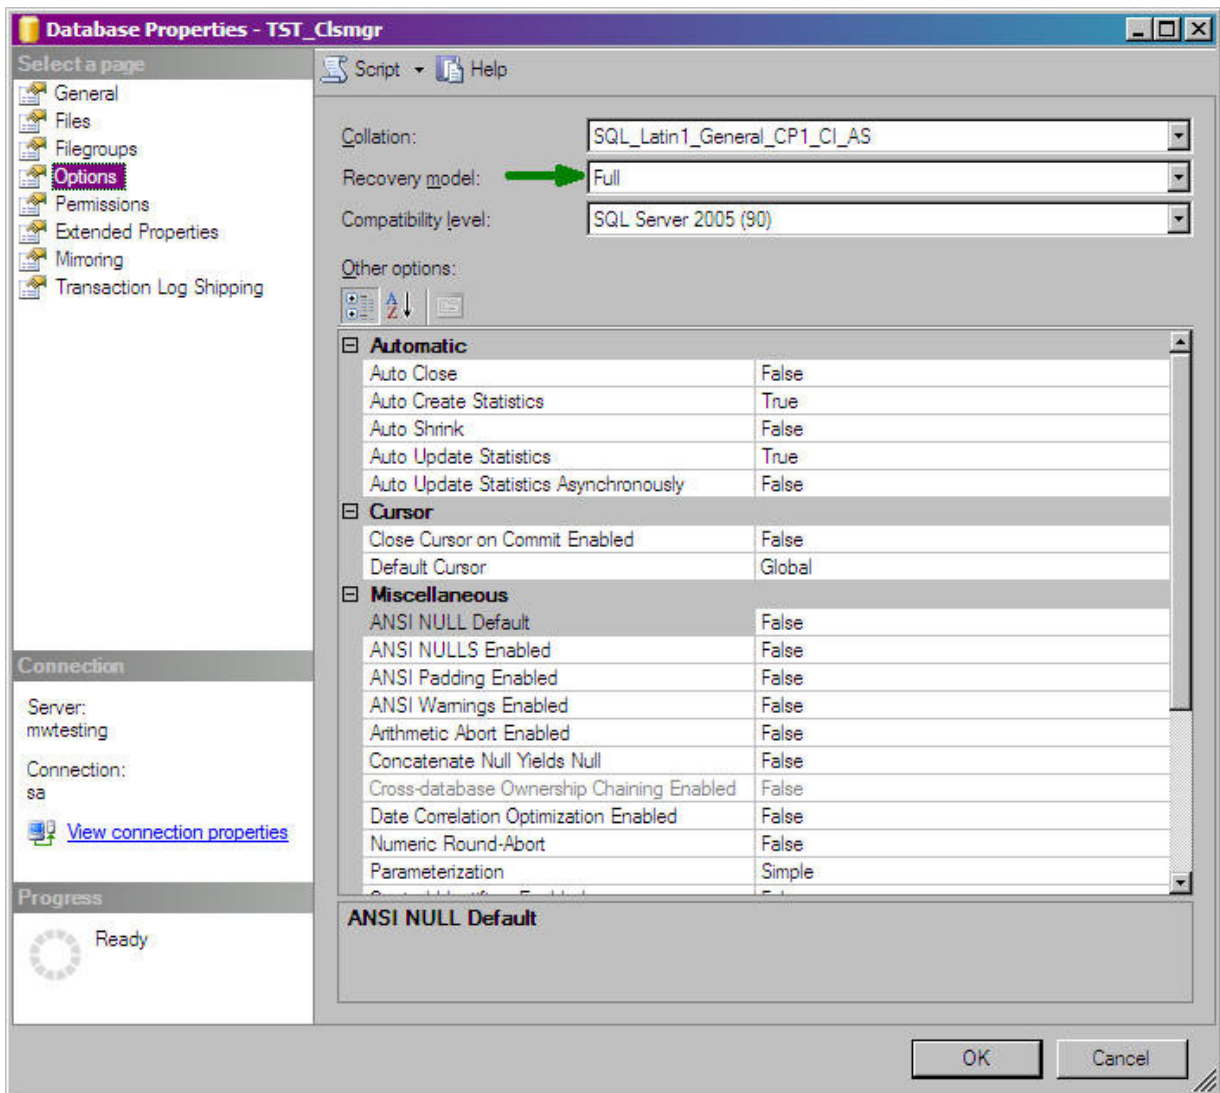 Database Properties - TST_Clsmgr
Select a page
General
Files
Filegroups
Options
Permissions
Extended Properties
Mirroring
Transaction Log Shipping
Connection
Server:
mwtesting
Connection:
sa
View connection properties
Progress
Ready
Script Help
Collation: SQL_Latin1_General_CP1_CI_AS
Recovery model: Full
Compatibility level: SQL Server 2005 (90)
Other options:
Automatic
Auto Close False
Auto Create Statistics True
Auto Shrink False
Auto Update Statistics True
Auto Update Statistics Asynchronously False
Cursor
Close Cursor on Commit Enabled False
Default Cursor Global
Miscellaneous
ANSI NULL Default False
ANSI NULLS Enabled False
ANSI Padding Enabled False
ANSI Warnings Enabled False
Arithmetic Abort Enabled False
Concatenate Null Yields Null False
Cross-database Ownership Chaining Enabled False
Date Correlation Optimization Enabled False
Numeric Round-Abort False
Parameterization Simple
ANSI NULL Default
OK Cancel